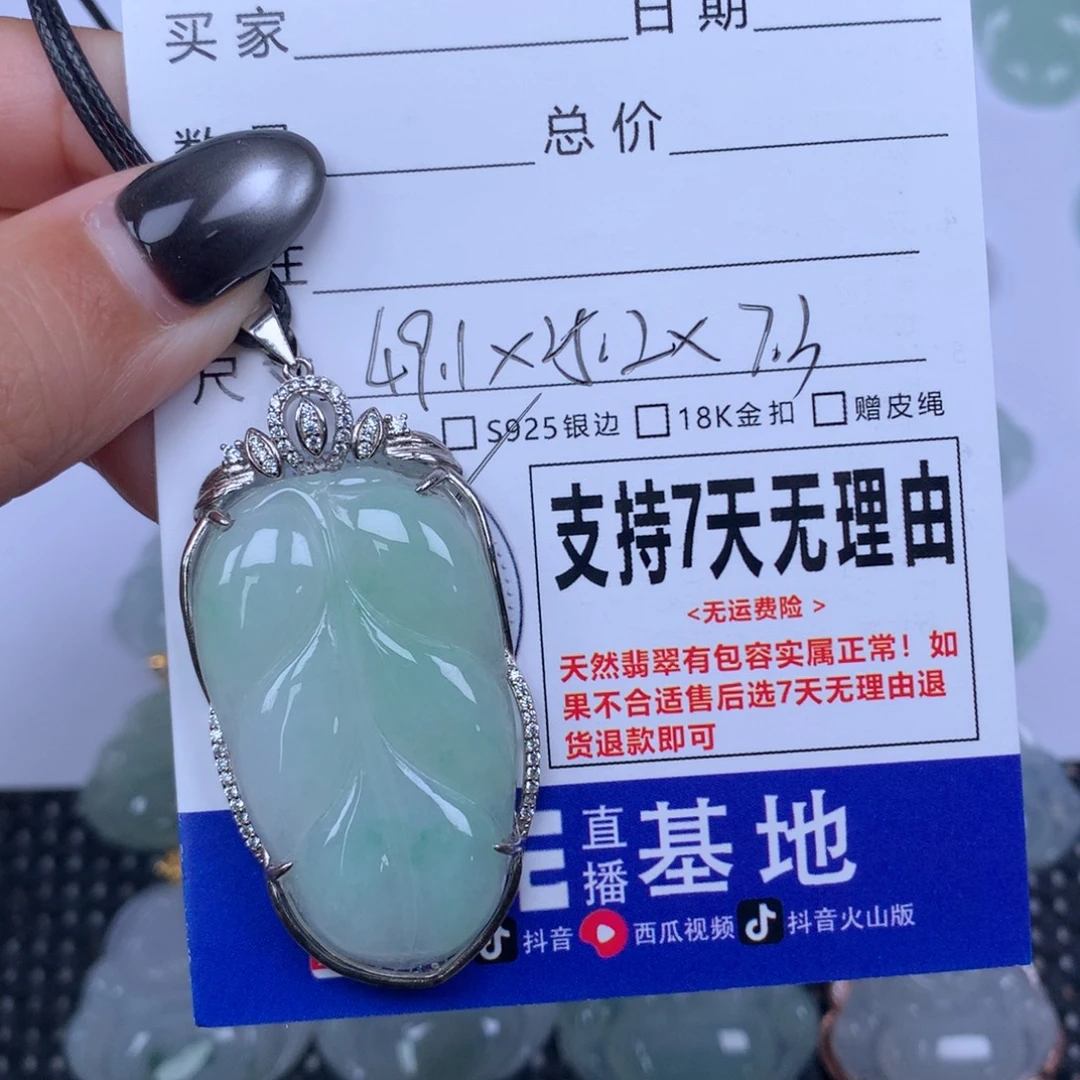 买家 日期
总价
尺 49.1×25.2×7.3
S925银边 18K金扣 赠皮绳
支持7天无理由
<无运费险 >
天然翡翠有包容实属正常！如
果不合适售后选7天无理由退
货退款即可
直播基地
抖音 西瓜视频 抖音火山版